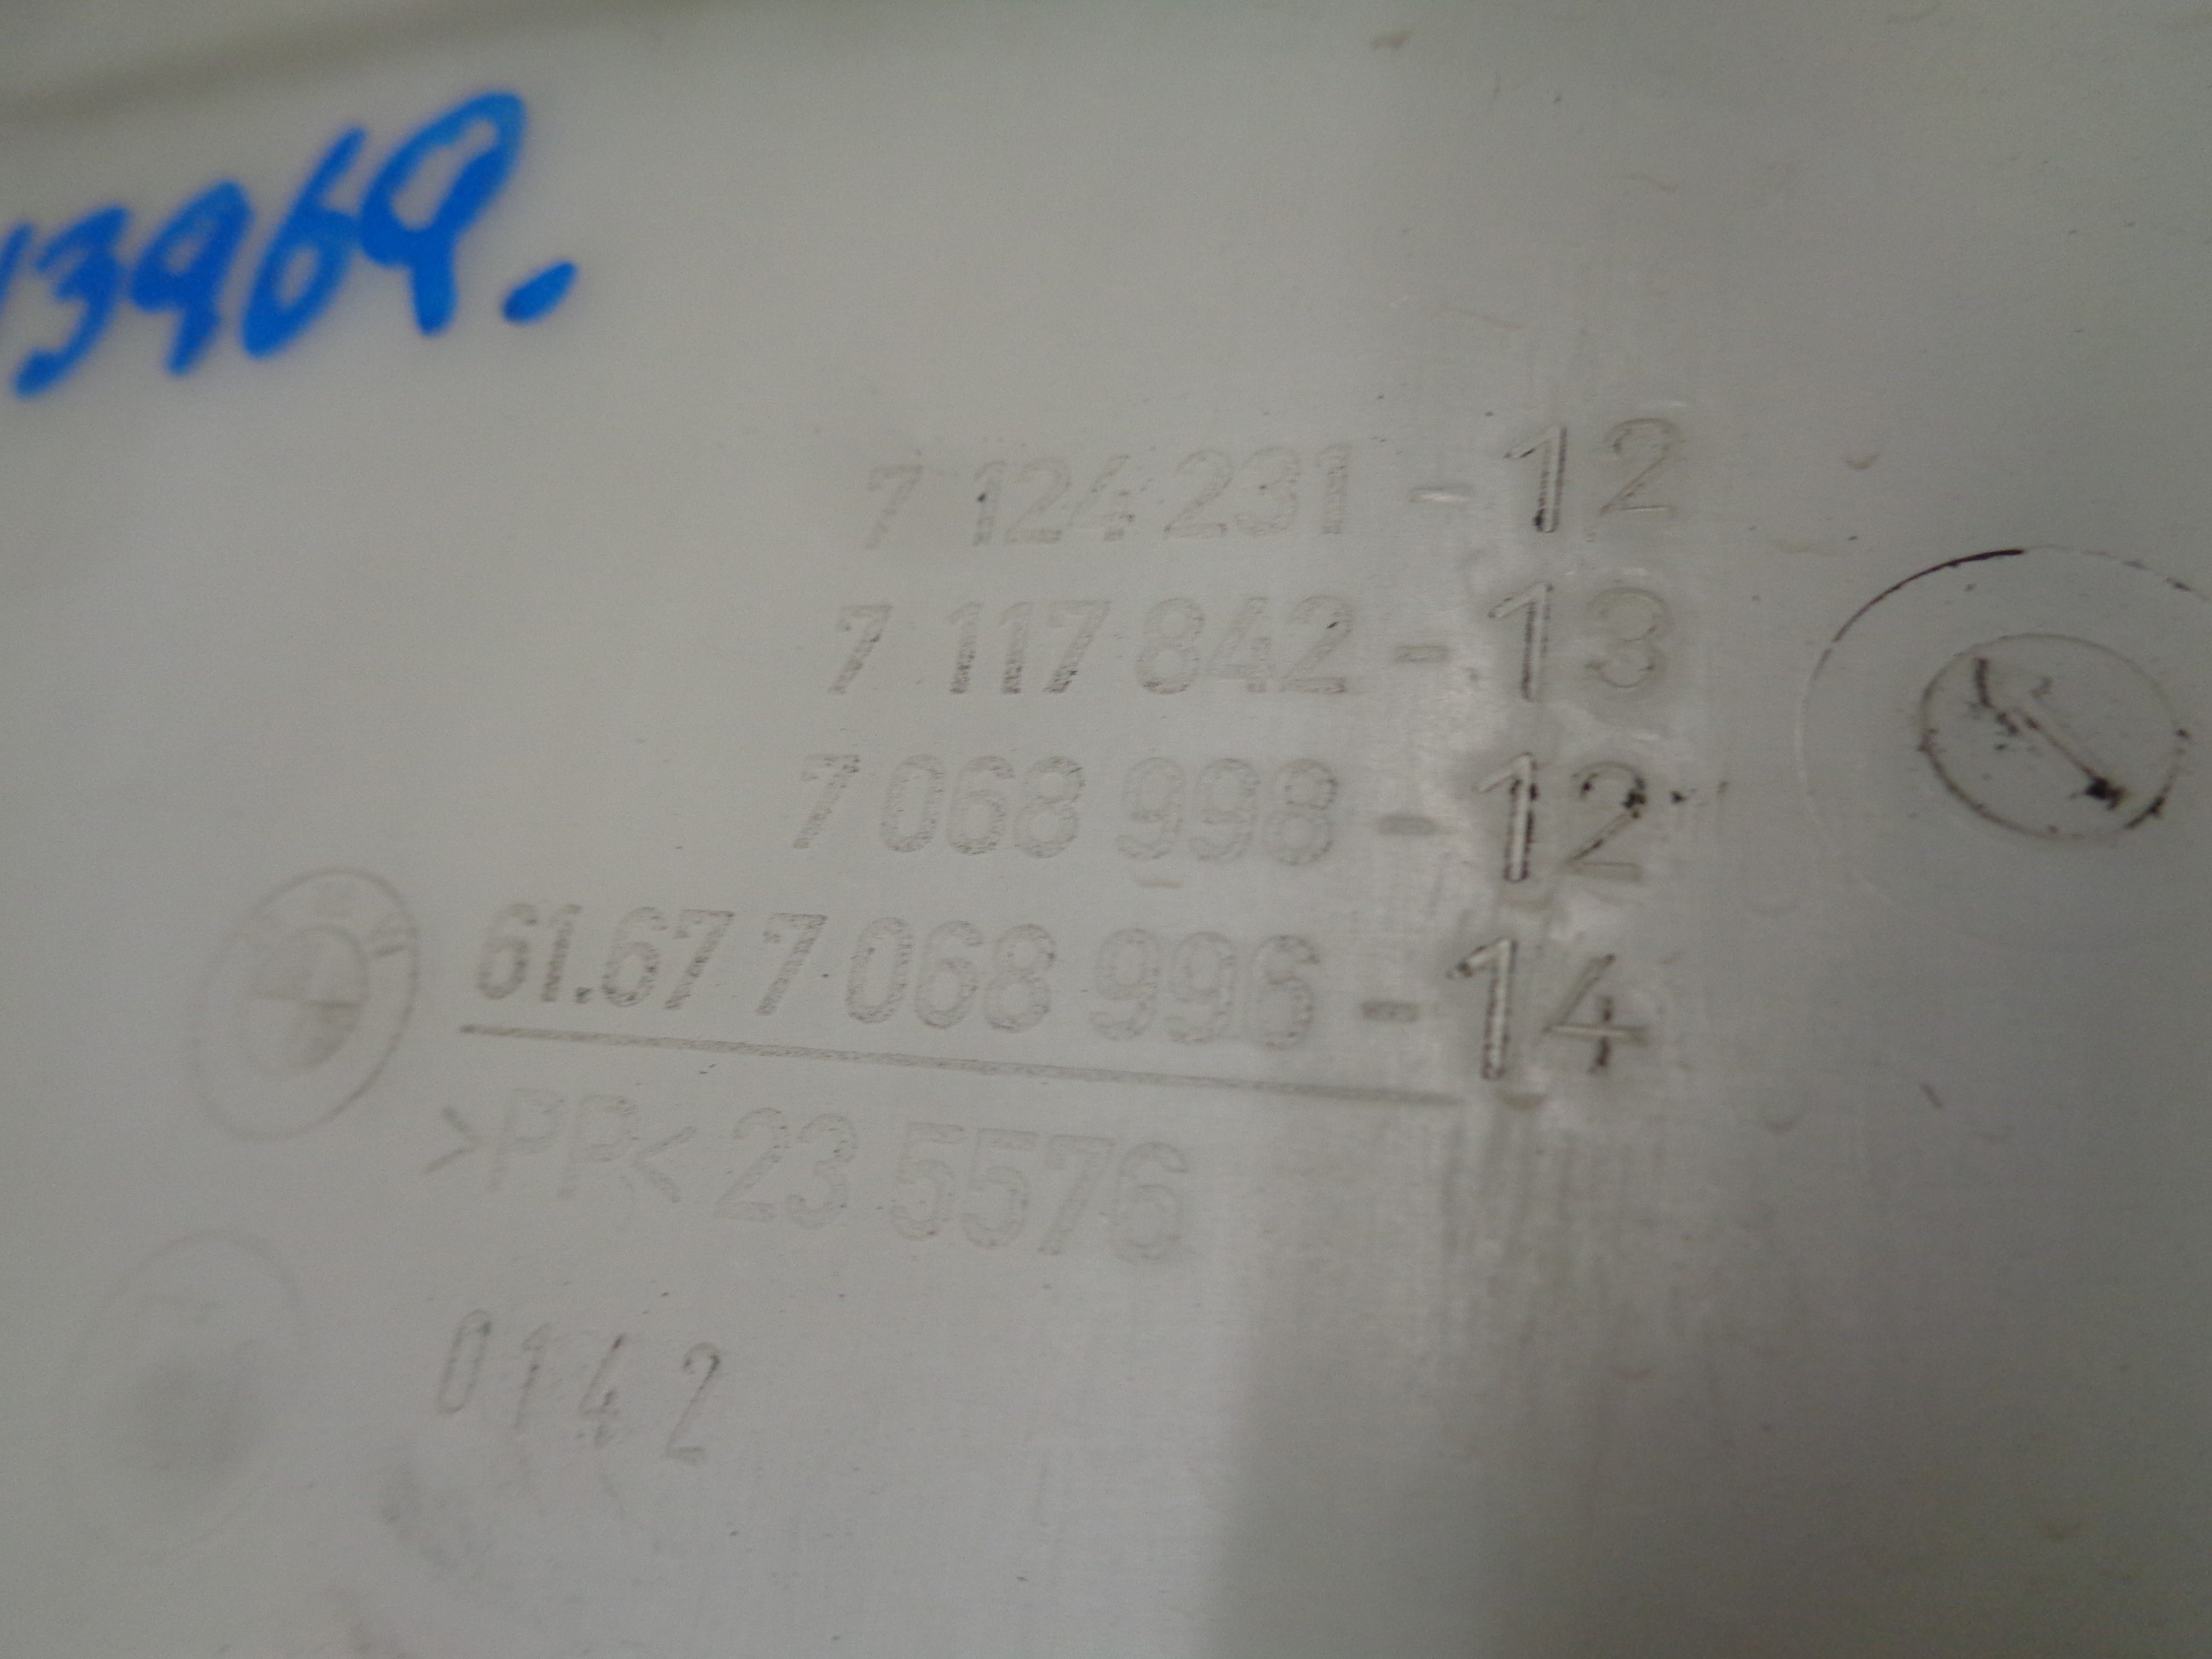 13969.
7 124 231 - 12
7 117 842 - 13
7 068 998 - 12
BMW
61.67 7 068 996 - 14
>PP< 23 5576
0142